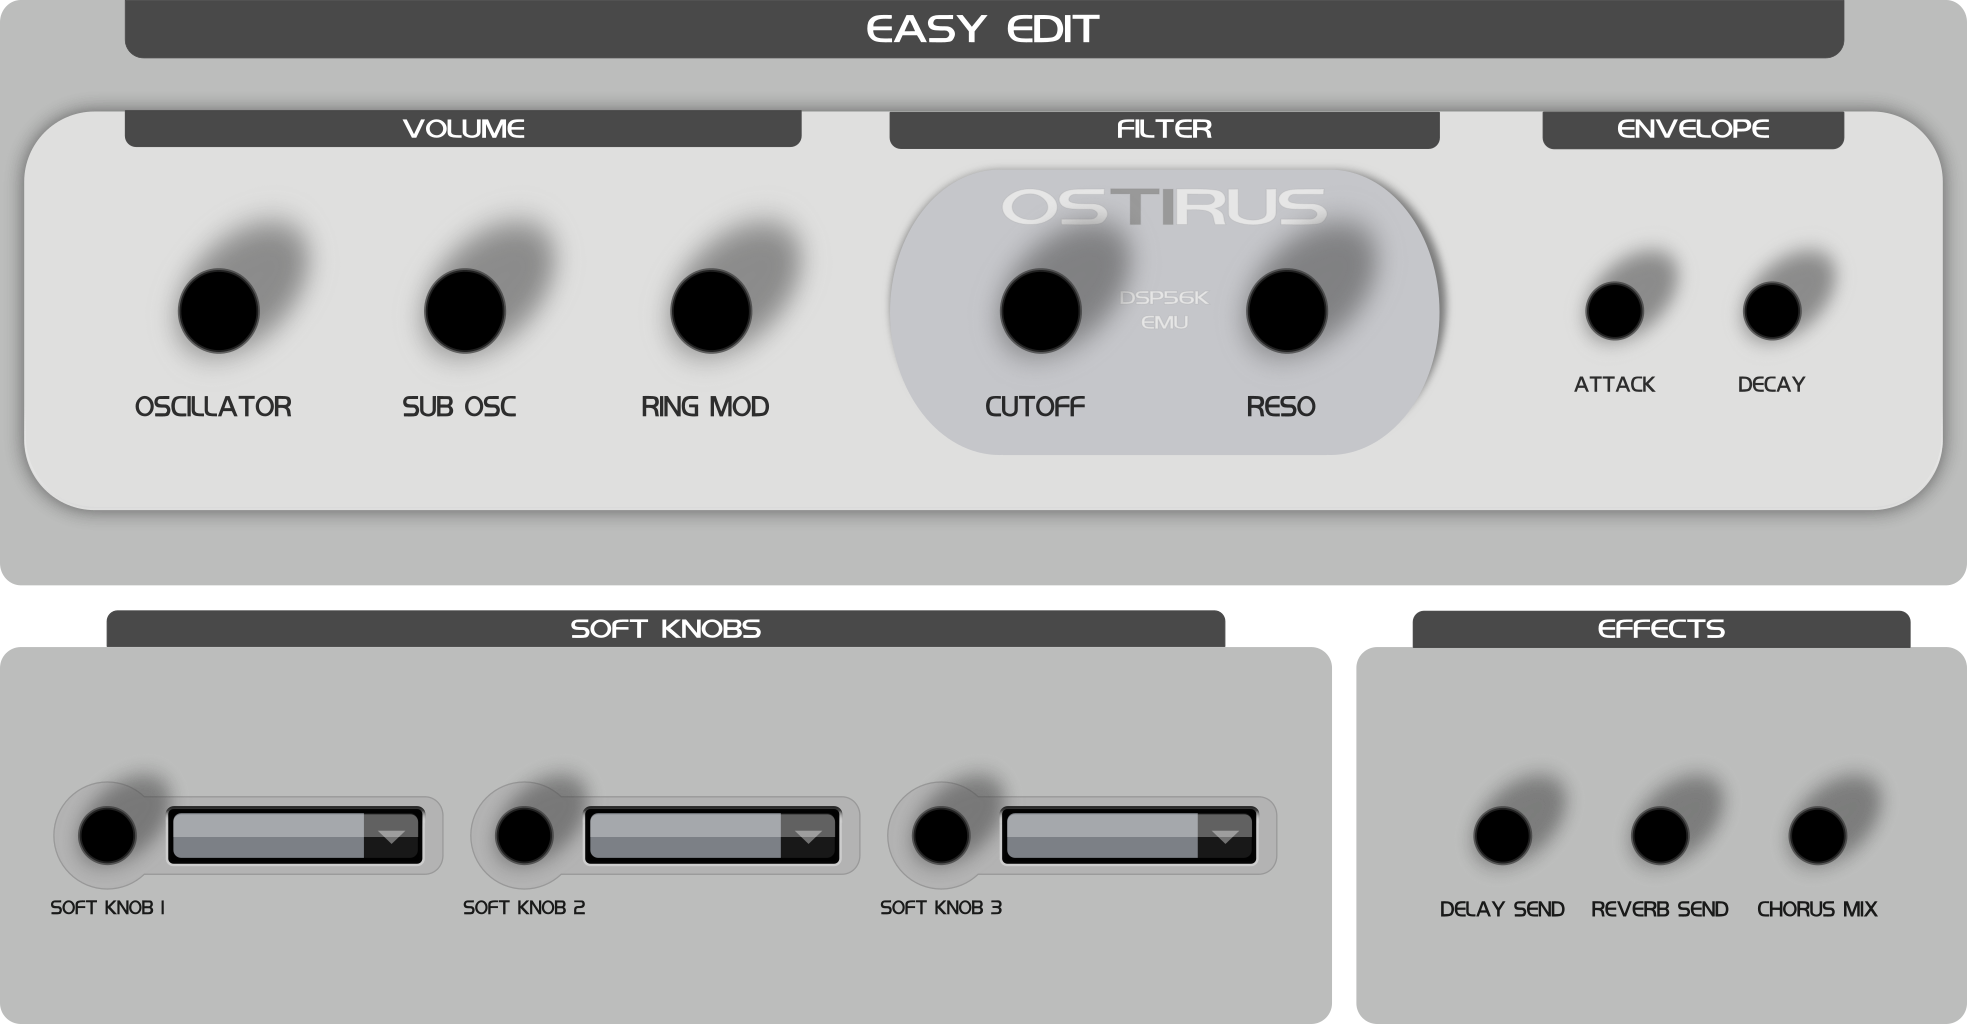 EASY EDIT
VOLUME
FILTER
ENVELOPE
OSTIRUS
DSP56K
EMU
OSCILLATOR
SUB OSC
RING MOD
CUTOFF
RESO
ATTACK
DECAY
SOFT KNOBS
EFFECTS
SOFT KNOB 1
SOFT KNOB 2
SOFT KNOB 3
DELAY SEND
REVERB SEND
CHORUS MIX